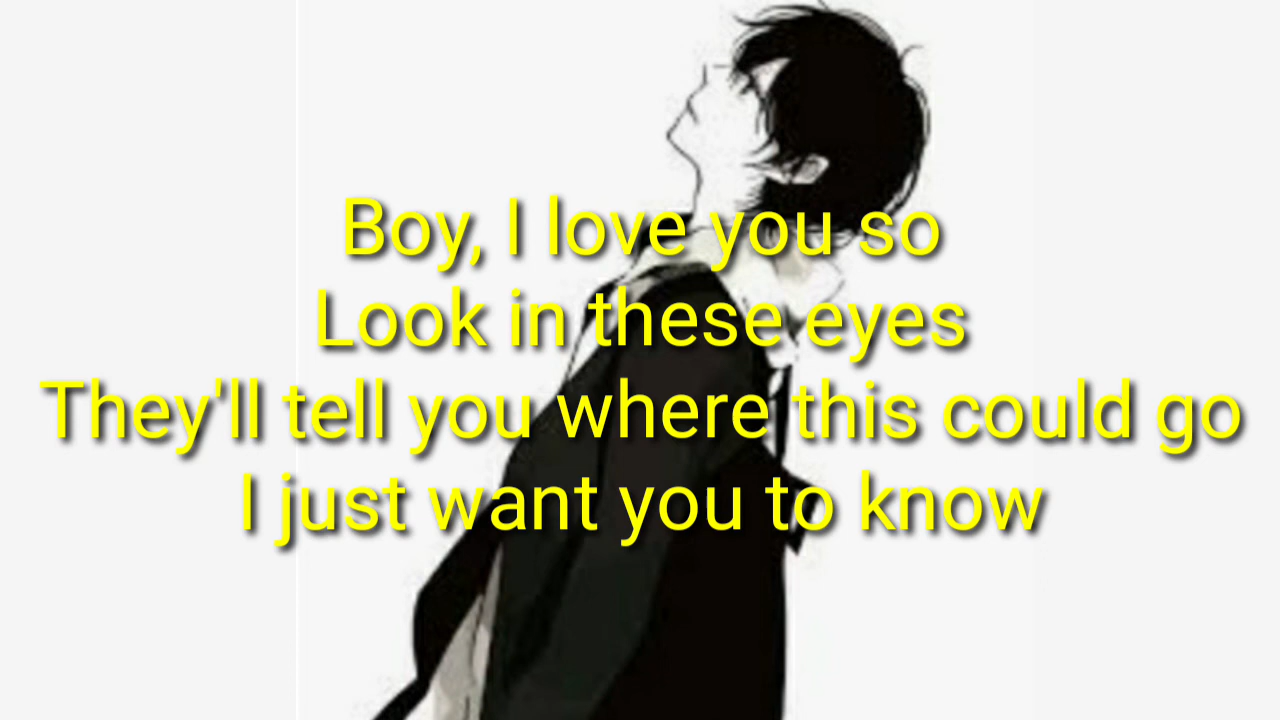 Boy, I love you so
Look in these eyes
They'll tell you where this could go
I just want you to know